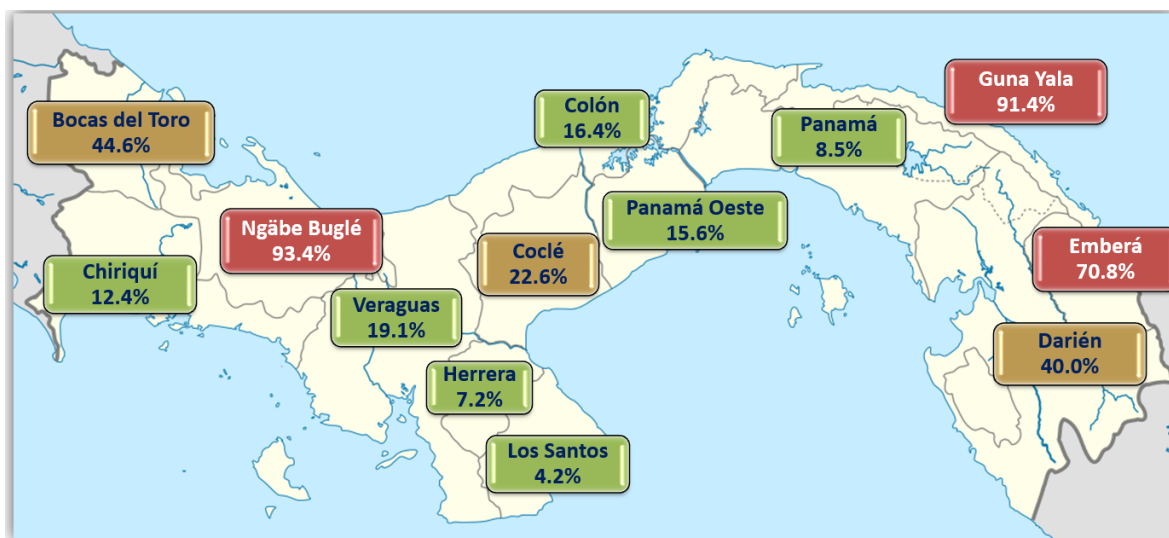 Guna Yala
91.4%
Bocas del Toro
44.6%
Colón
16.4%
Panamá
8.5%
Panamá Oeste
15.6%
Ngäbe Buglé
93.4%
Coclé
22.6%
Emberá
70.8%
Chiriquí
12.4%
Veraguas
19.1%
Darién
40.0%
Herrera
7.2%
Los Santos
4.2%